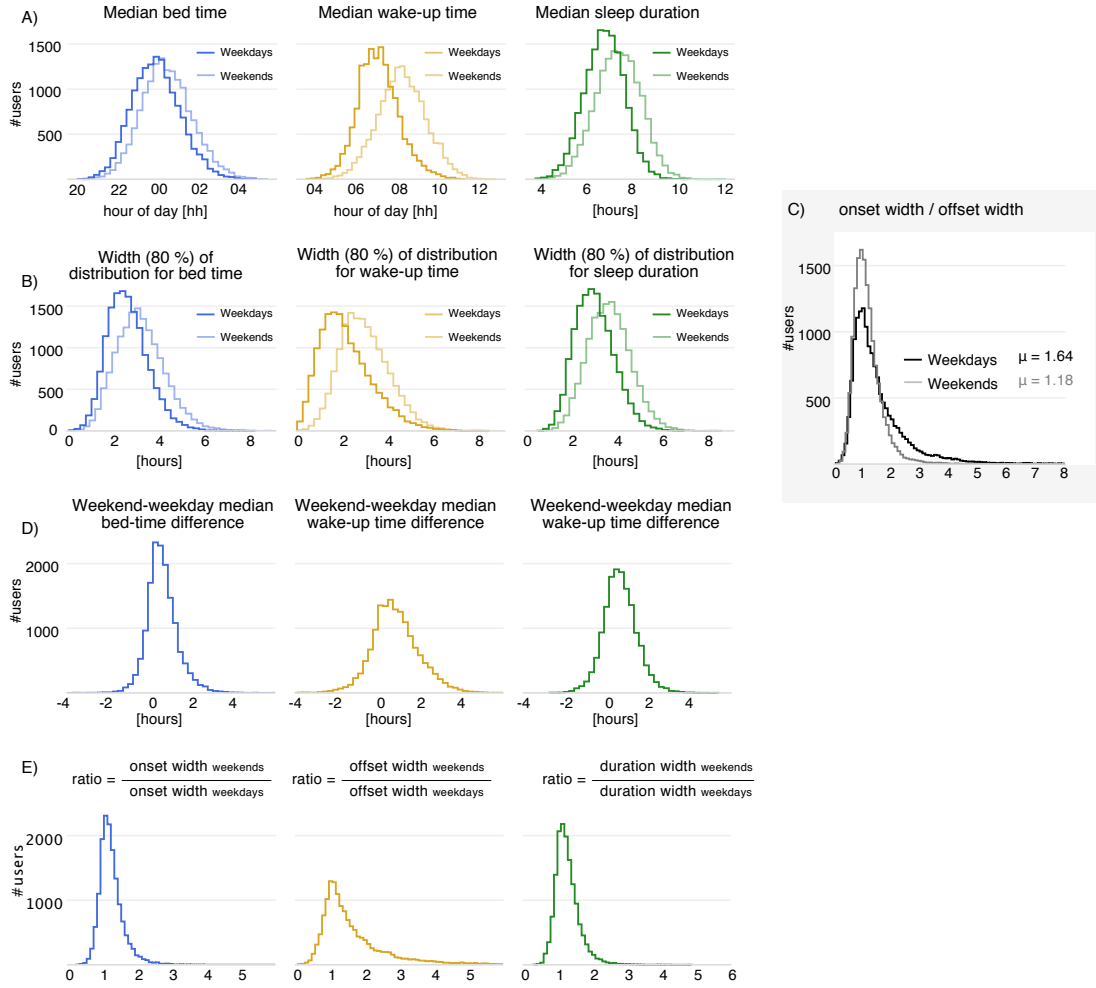 A)
Median bed time
Median wake-up time
Median sleep duration
#users
1500
1000
500
Weekdays
Weekends
Weekdays
Weekends
Weekdays
Weekends
20 22 00 02 04
04 06 08 10 12
4 6 8 10 12
hour of day [hh]
hour of day [hh]
[hours]
B)
Width (80 %) of
distribution for bed time
Width (80 %) of distribution
for wake-up time
Width (80 %) of distribution
for sleep duration
#users
1500
1000
500
0
Weekdays
Weekends
Weekdays
Weekends
Weekdays
Weekends
0 2 4 6 8
0 2 4 6 8
0 2 4 6 8
[hours]
[hours]
[hours]
C)
onset width / offset width
#users
1500
1000
500
Weekdays μ = 1.64
Weekends μ = 1.18
0 1 2 3 4 5 6 7 8
D)
Weekend-weekday median
bed-time difference
Weekend-weekday median
wake-up time difference
Weekend-weekday median
wake-up time difference
#users
2000
1000
-4 -2 0 2 4
-4 -2 0 2 4
-4 -2 0 2 4
[hours]
[hours]
[hours]
E)
ratio = onset width weekends
onset width weekdays
ratio = offset width weekends
offset width weekdays
ratio = duration width weekends
duration width weekdays
#users
2000
1000
0 1 2 3 4 5
0 1 2 3 4 5
0 1 2 3 4 5 6